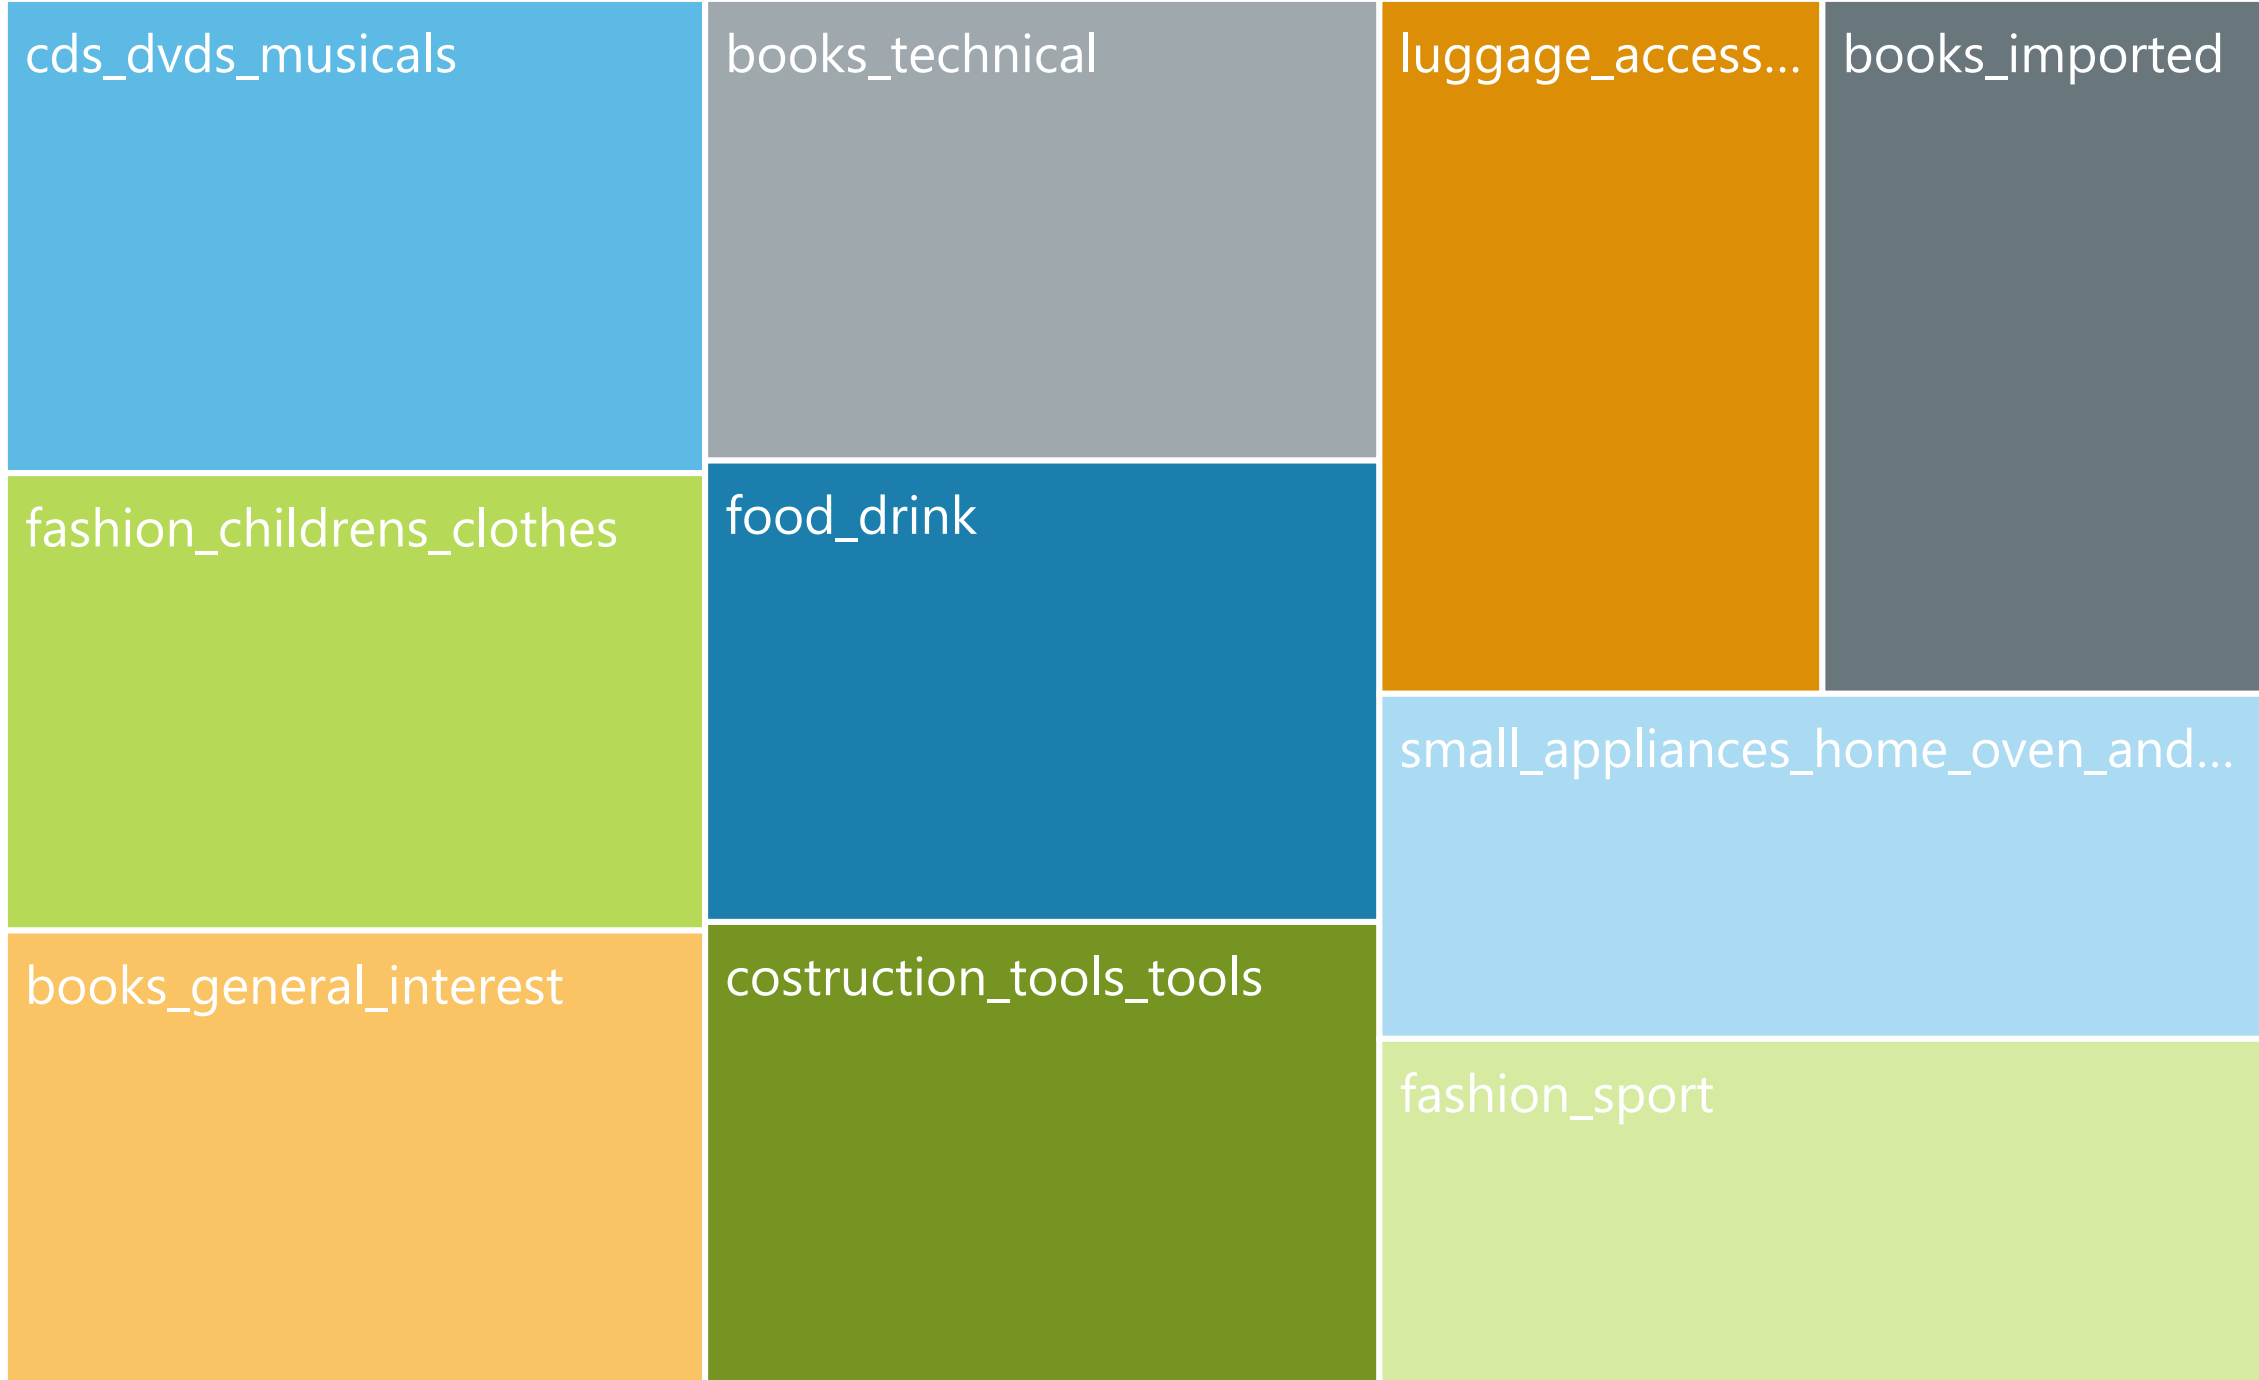 cds_dvds_musicals
books_technical
luggage_access...
books_imported
fashion_childrens_clothes
food_drink
small_appliances_home_oven_and...
books_general_interest
costruction_tools_tools
fashion_sport